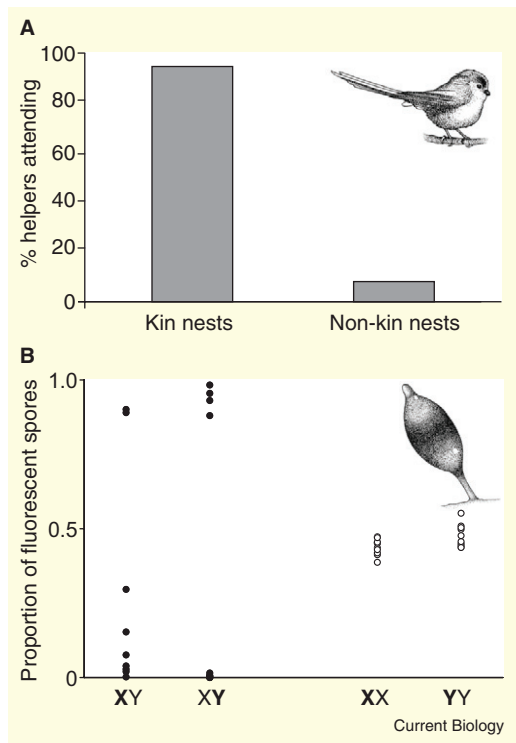 A
% helpers attending
100
80
60
40
20
0
Kin nests
Non-kin nests
B
Proportion of fluorescent spores
1.0
0.5
0
XY
XY
XX
YY
Current Biology